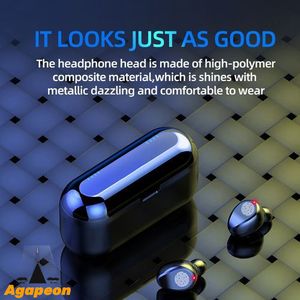 IT LOOKS JUST AS GOOD
The headphone head is made of high-polymer
composite material,which is shines with
metallic dazzling and comfortable to wear
Agapeon